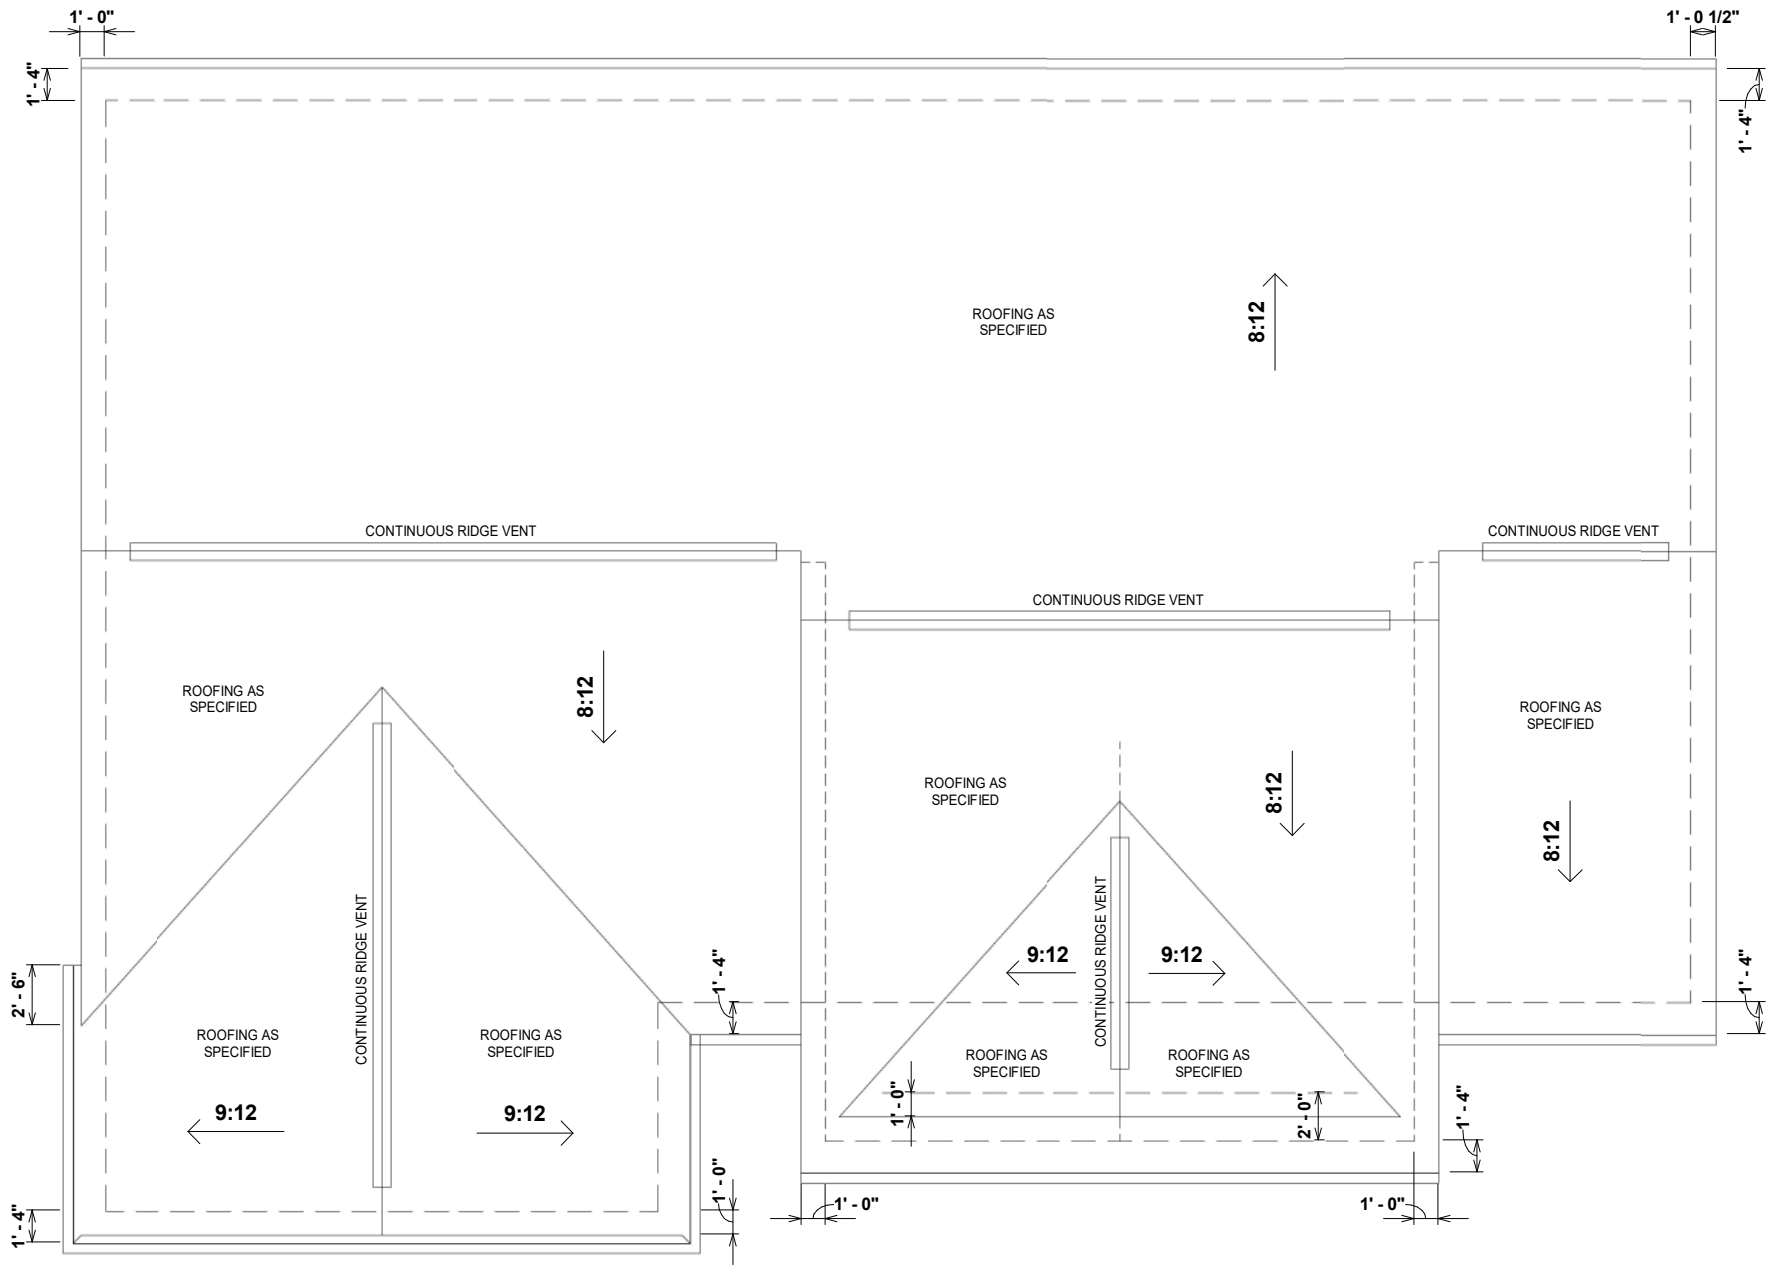 1' - 0"
1' - 0 1/2"
1' - 4"
1' - 4"
ROOFING AS
SPECIFIED
8:12
CONTINUOUS RIDGE VENT
CONTINUOUS RIDGE VENT
CONTINUOUS RIDGE VENT
ROOFING AS
SPECIFIED
8:12
ROOFING AS
SPECIFIED
ROOFING AS
SPECIFIED
8:12
8:12
CONTINUOUS RIDGE VENT
CONTINUOUS RIDGE VENT
9:12
9:12
2' - 6"
1' - 4"
1' - 4"
ROOFING AS
SPECIFIED
ROOFING AS
SPECIFIED
ROOFING AS
SPECIFIED
ROOFING AS
SPECIFIED
9:12
9:12
1' - 0"
2' - 0"
1' - 4"
1' - 4"
1' - 0"
1' - 0"
1' - 0"